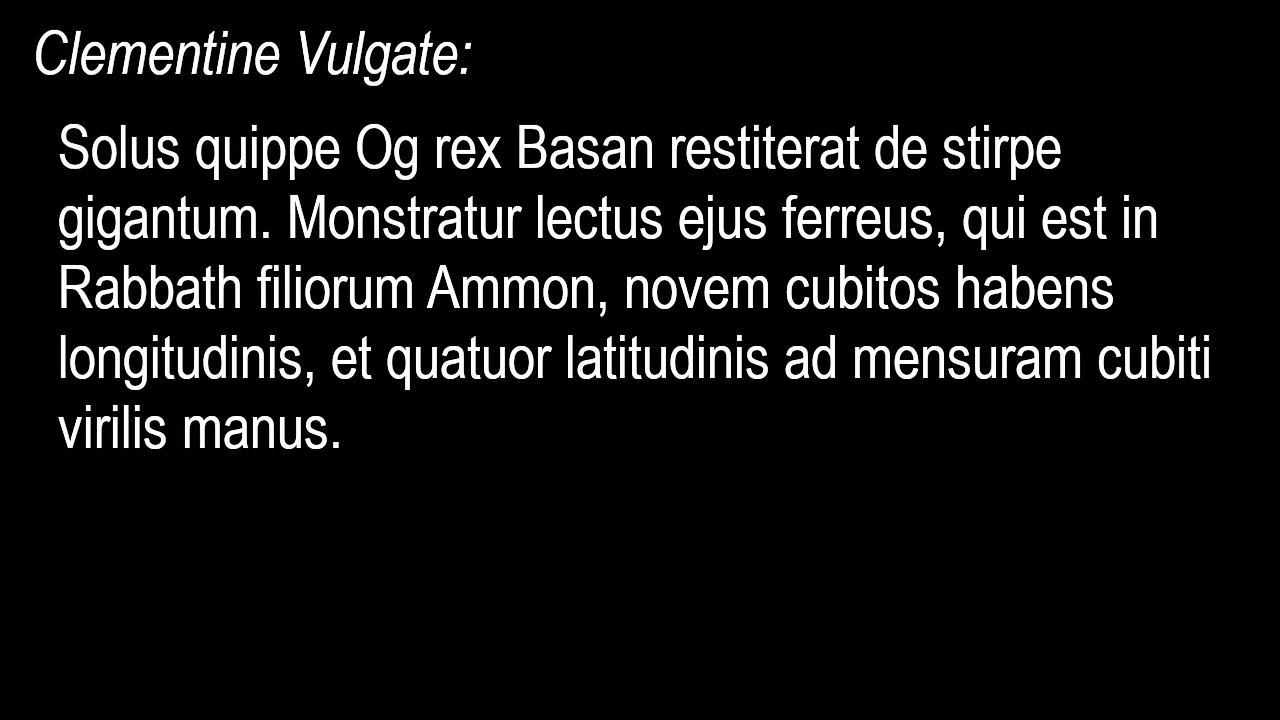 Clementine Vulgate:
Solus quippe Og rex Basan restiterat de stirpe
gigantum. Monstratur lectus ejus ferreus, qui est in
Rabbath filiorum Ammon, novem cubitos habens
longitudinis, et quatuor latitudinis ad mensuram cubiti
virilis manus.